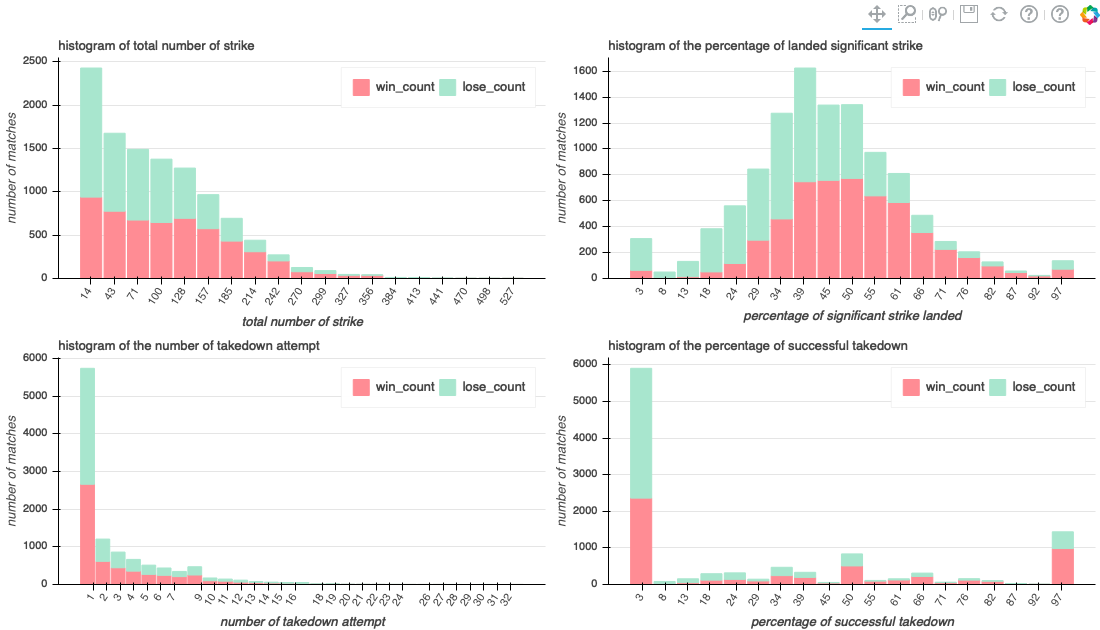 histogram of total number of strike
2500
2000
1500
1000
500
0
number of matches
win_count lose_count
14 43 71 100 128 157 185 214 242 270 299 327 356 384 413 441 470 498 527
total number of strike
histogram of the percentage of landed significant strike
1600
1400
1200
1000
800
600
400
200
0
number of matches
win_count lose_count
3 8 13 18 24 29 34 39 45 50 55 61 66 71 76 82 87 92 97
percentage of significant strike landed
histogram of the number of takedown attempt
6000
5000
4000
3000
2000
1000
0
number of matches
win_count lose_count
1 2 3 4 5 6 7 9 10 11 12 13 14 15 16 18 19 20 21 22 23 24 26 27 28 29 30 31 32
number of takedown attempt
histogram of the percentage of successful takedown
6000
5000
4000
3000
2000
1000
0
number of matches
win_count lose_count
3 8 13 18 24 29 34 39 45 50 55 61 66 71 76 82 87 92 97
percentage of successful takedown